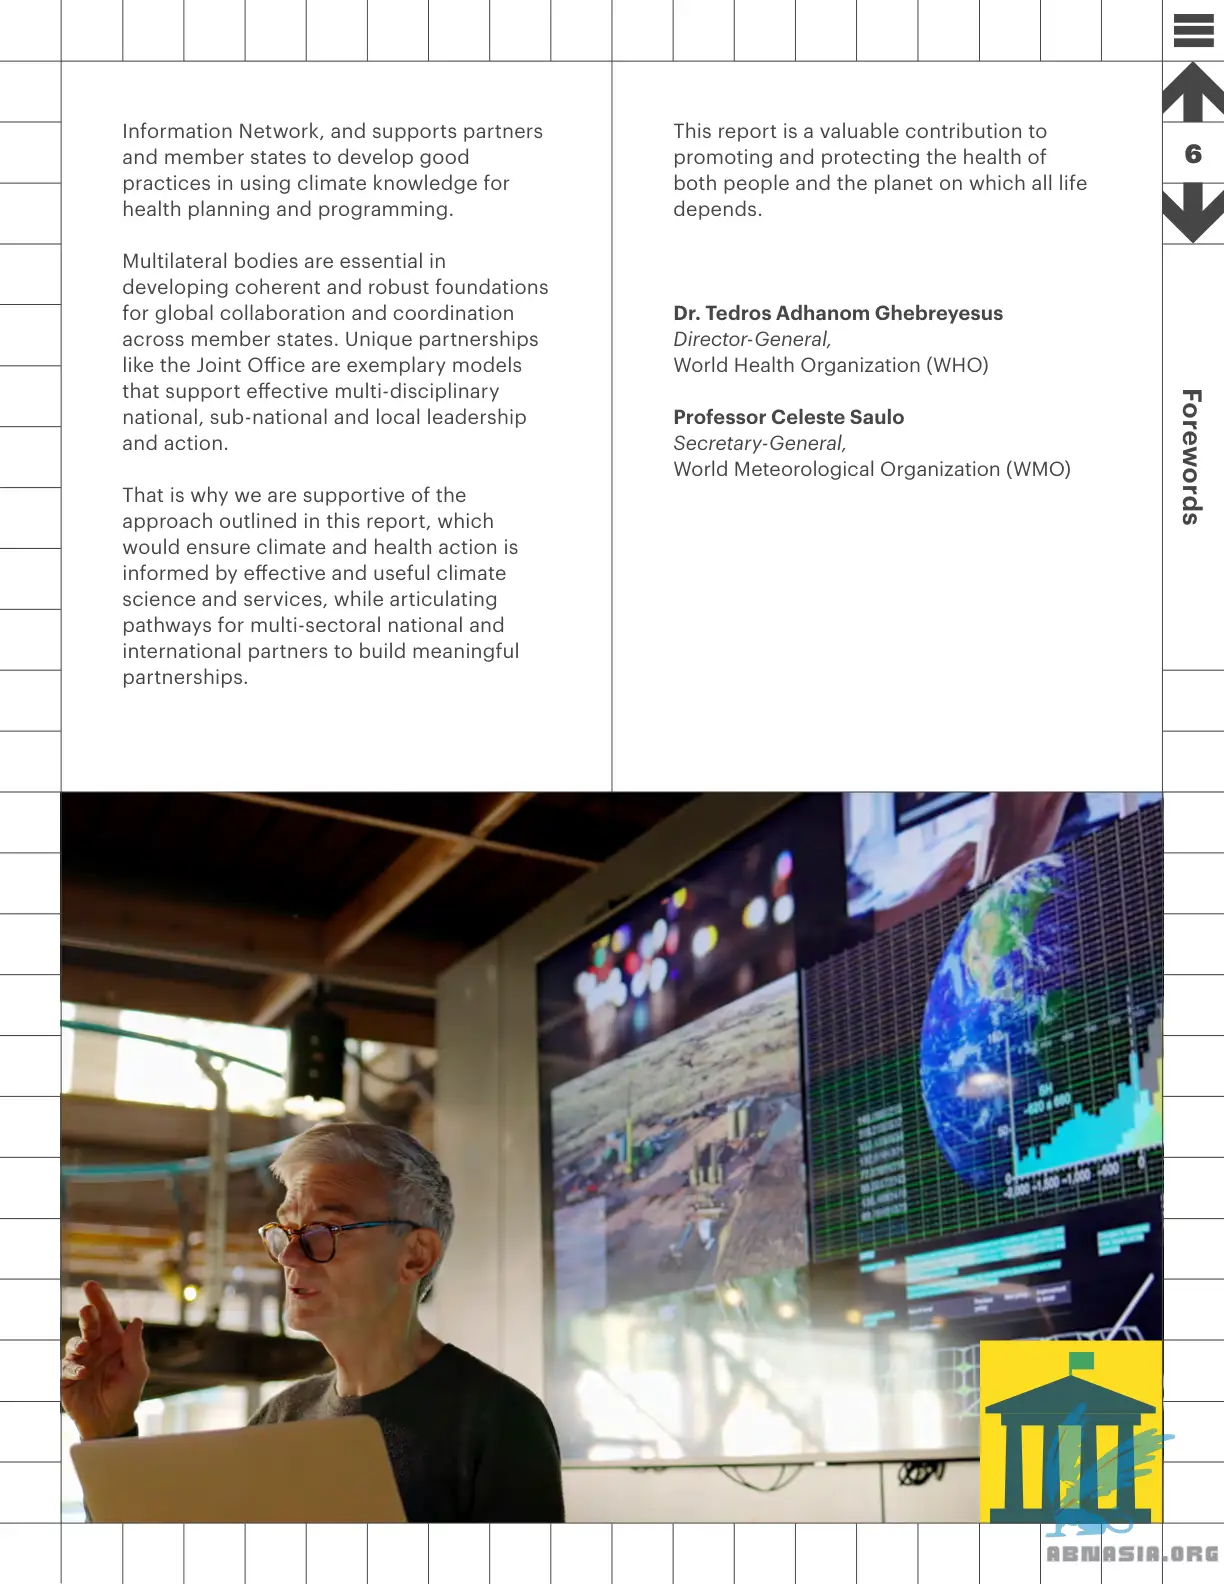 6
Forewords
Information Network, and supports partners
and member states to develop good
practices in using climate knowledge for
health planning and programming.
Multilateral bodies are essential in
developing coherent and robust foundations
for global collaboration and coordination
across member states. Unique partnerships
like the Joint Office are exemplary models
that support effective multi-disciplinary
national, sub-national and local leadership
and action.
That is why we are supportive of the
approach outlined in this report, which
would ensure climate and health action is
informed by effective and useful climate
science and services, while articulating
pathways for multi-sectoral national and
international partners to build meaningful
partnerships.
This report is a valuable contribution to
promoting and protecting the health of
both people and the planet on which all life
depends.
Dr. Tedros Adhanom Ghebreyesus
Director-General,
World Health Organization (WHO)
Professor Celeste Saulo
Secretary-General,
World Meteorological Organization (WMO)
ABNASIA.ORG